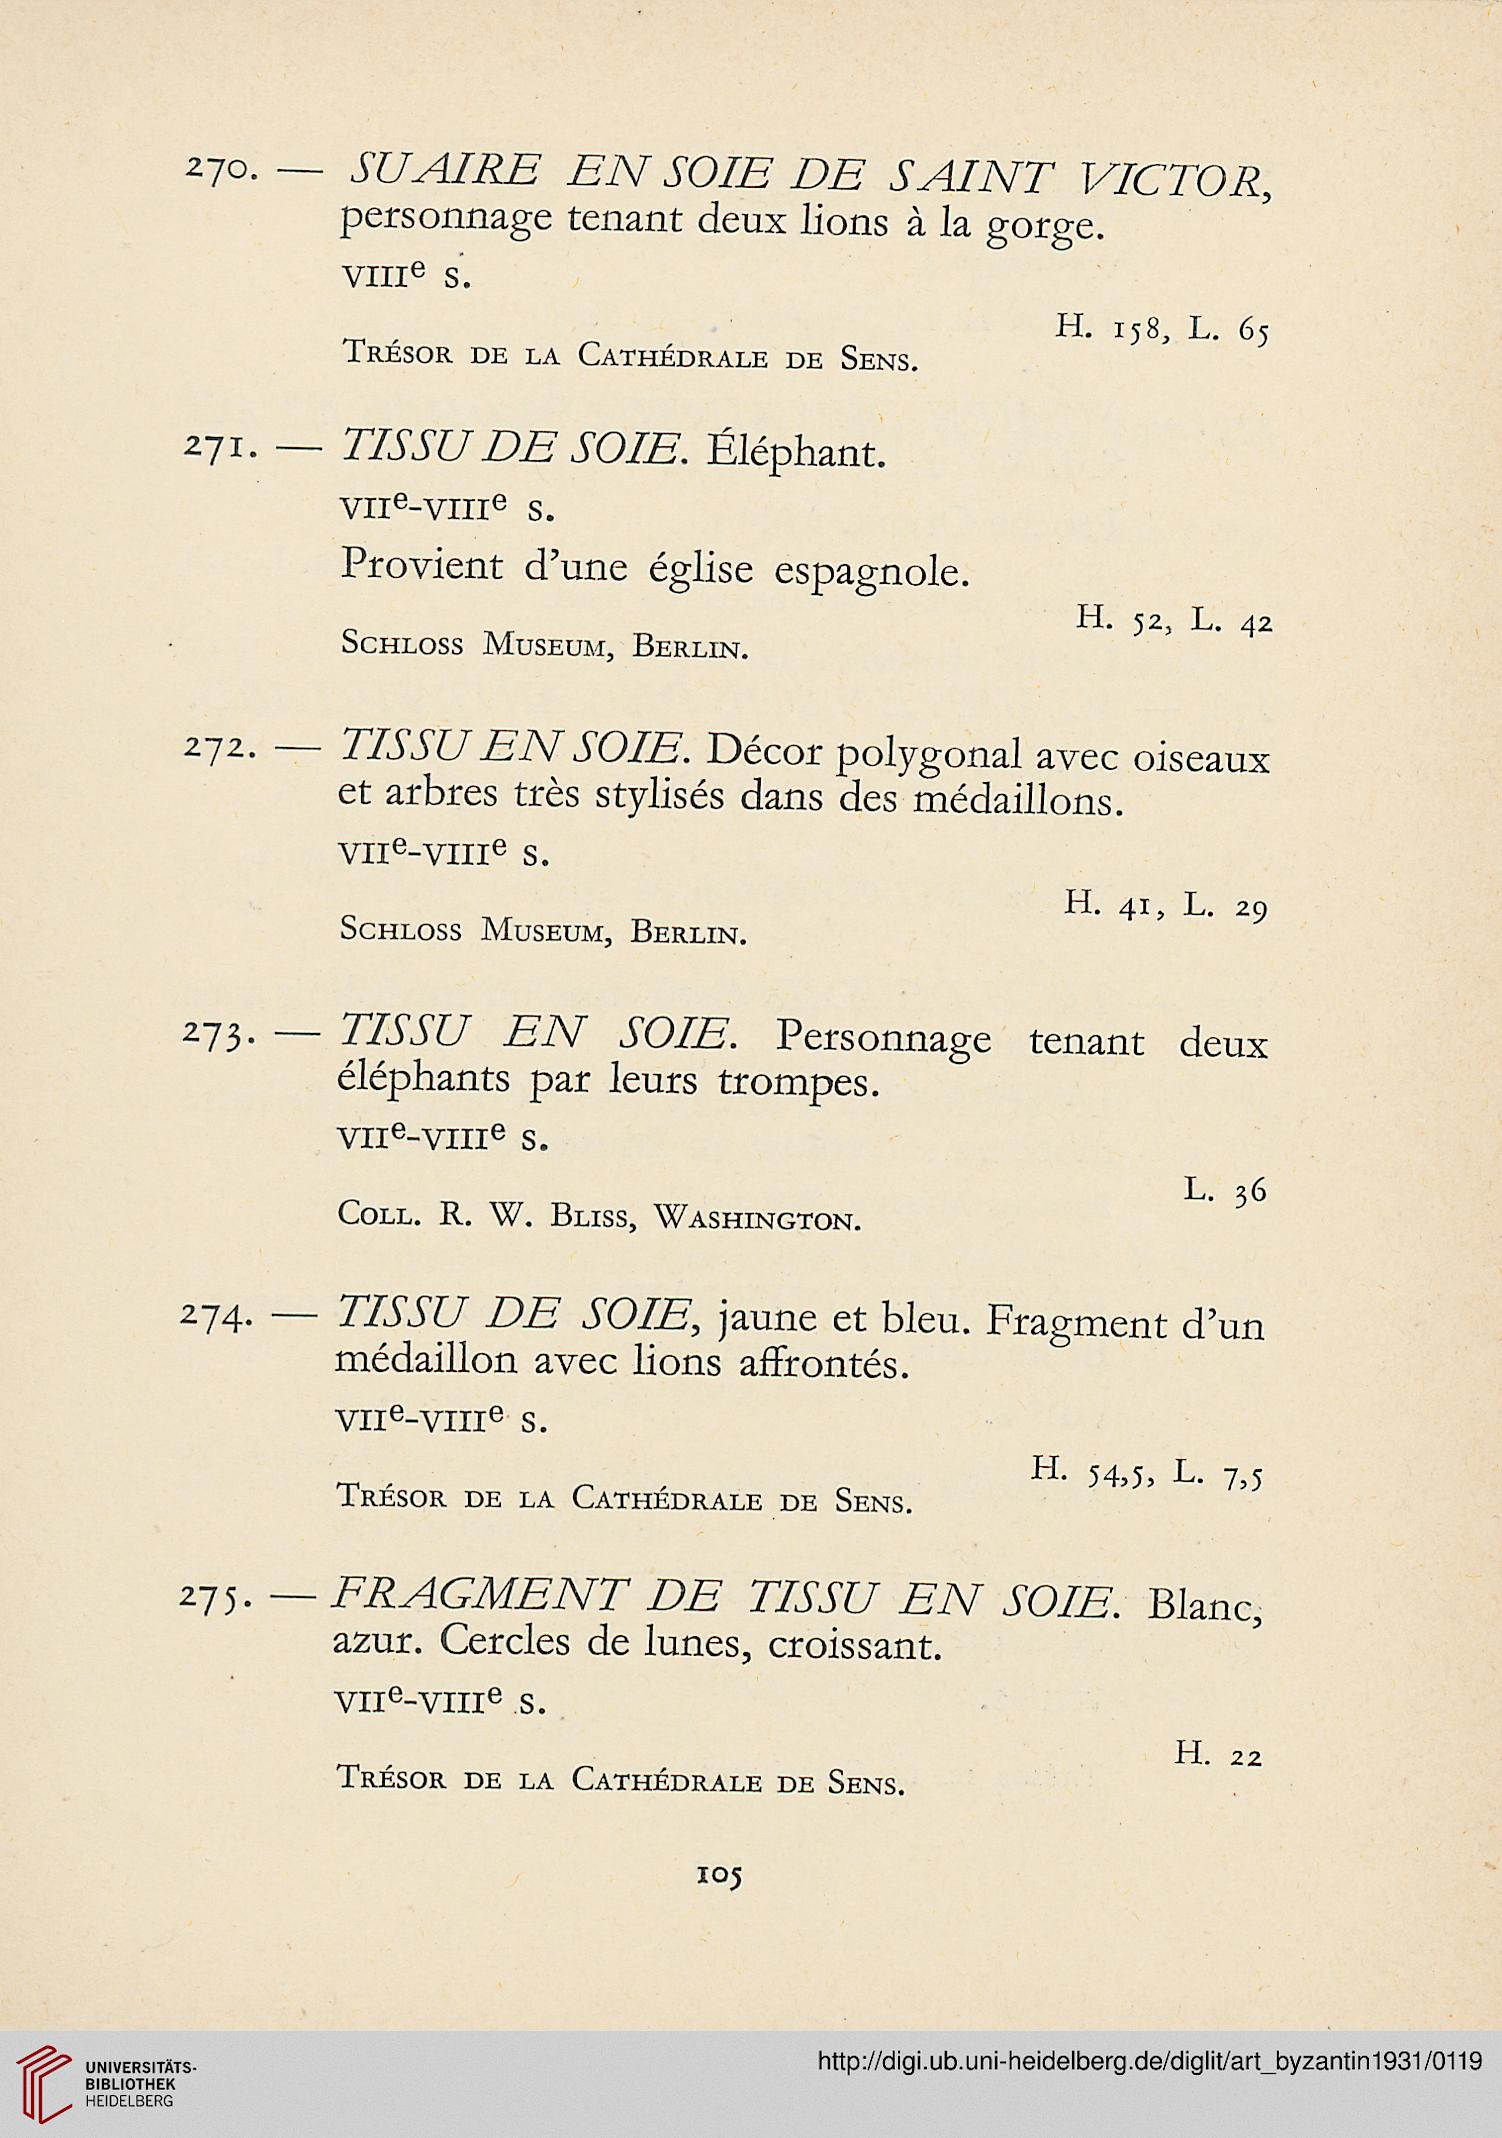 270. — SUAIRE EN SOIE DE SAINT VICTOR,
personnage tenant deux lions à la gorge.
VIIIe s.
H. 158, L. 65
Trésor de la Cathédrale de Sens.
271. — TISSU DE SOIE. Éléphant.
VIIe-VIIIe s.
Provient d'une église espagnole.
H. 52, L. 42
Schloss Museum, Berlin.
272. — TISSU EN SOIE. Décor polygonal avec oiseaux
et arbres très stylisés dans des médaillons.
VIIe-VIIIe s.
H. 41, L. 29
Schloss Museum, Berlin.
273. — TISSU EN SOIE. Personnage tenant deux
éléphants par leurs trompes.
VIIe-VIIIe s.
L. 36
Coll. R. W. Bliss, Washington.
274. — TISSU DE SOIE, jaune et bleu. Fragment d'un
médaillon avec lions affrontés.
VIIe-VIIIe s.
H. 54,5, L. 7,5
Trésor de la Cathédrale de Sens.
275. — FRAGMENT DE TISSU EN SOIE. Blanc,
azur. Cercles de lunes, croissant.
VIIe-VIIIe s.
H. 22
Trésor de la Cathédrale de Sens.
105
UNIVERSITÄTS-
BIBLIOTHEK
HEIDELBERG
http://digi.ub.uni-heidelberg.de/diglit/art_byzantin1931/0119